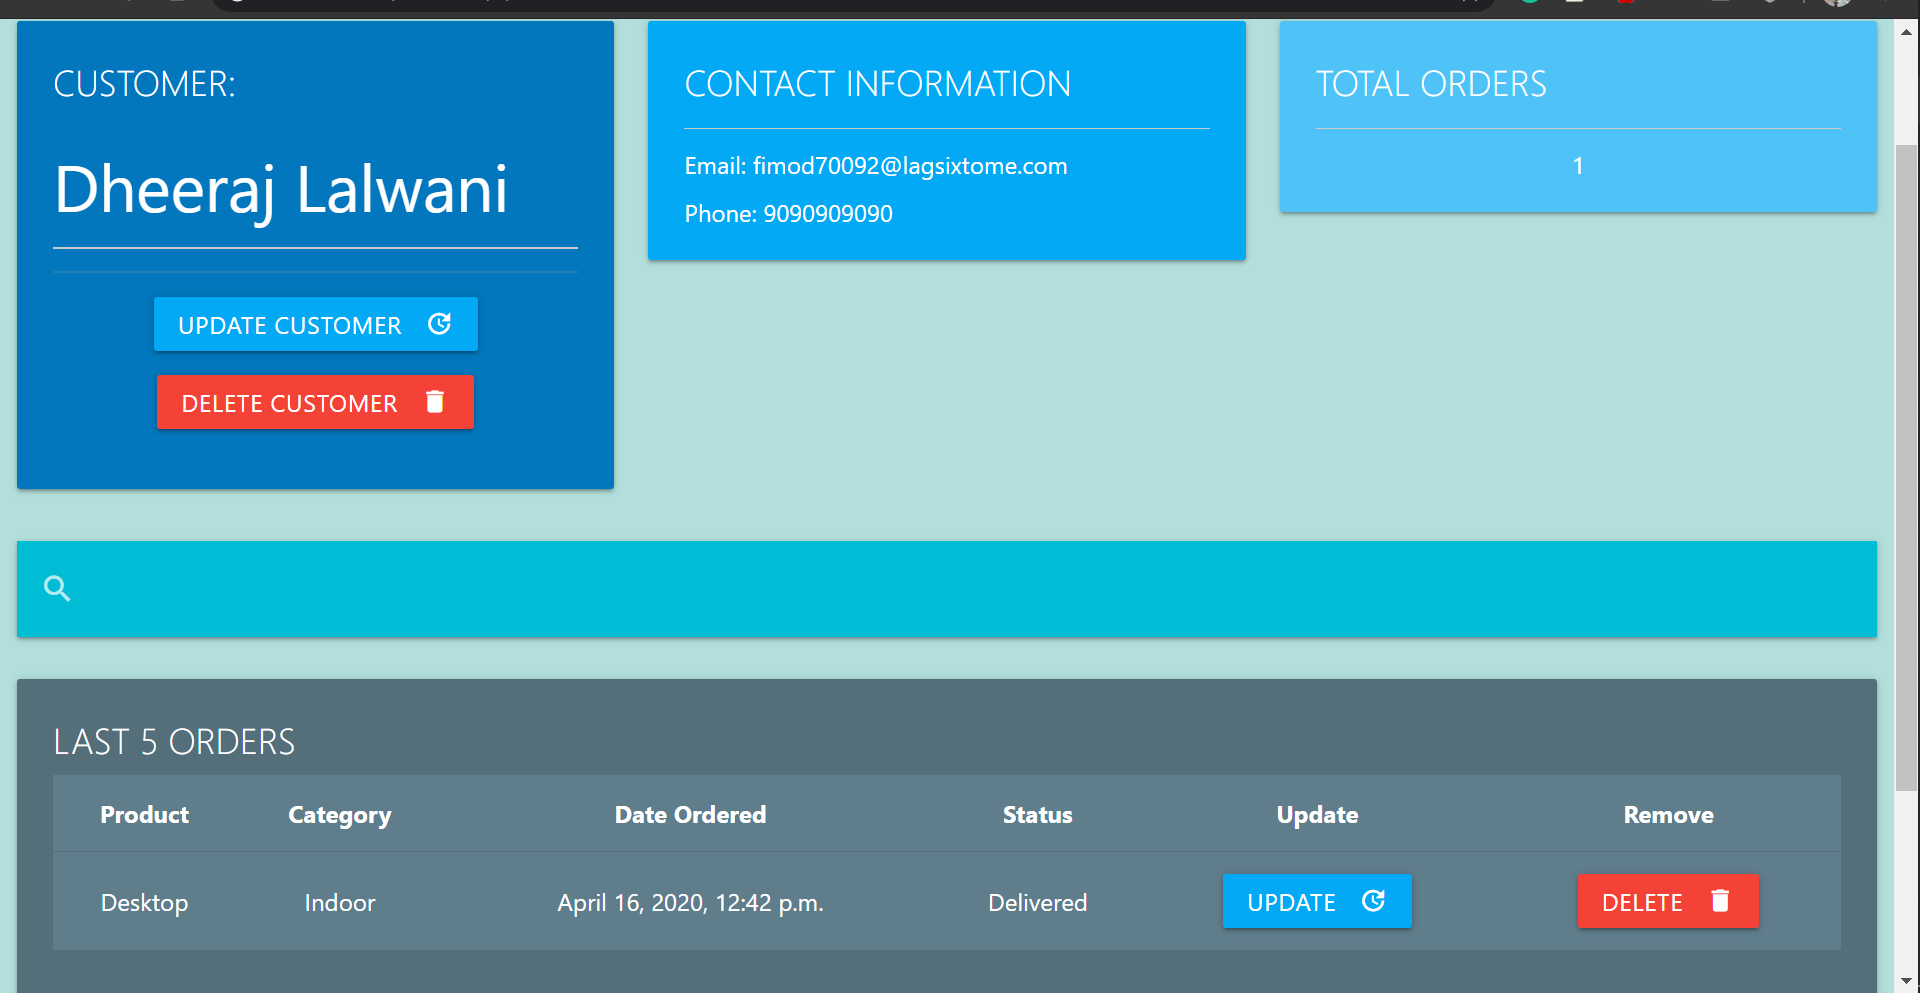 CUSTOMER:
Dheeraj Lalwani
UPDATE CUSTOMER
DELETE CUSTOMER
CONTACT INFORMATION
Email: fimod70092@lagsixtome.com
Phone: 9090909090
TOTAL ORDERS
1
LAST 5 ORDERS
Product Category Date Ordered Status Update Remove
Desktop Indoor April 16, 2020, 12:42 p.m. Delivered UPDATE DELETE